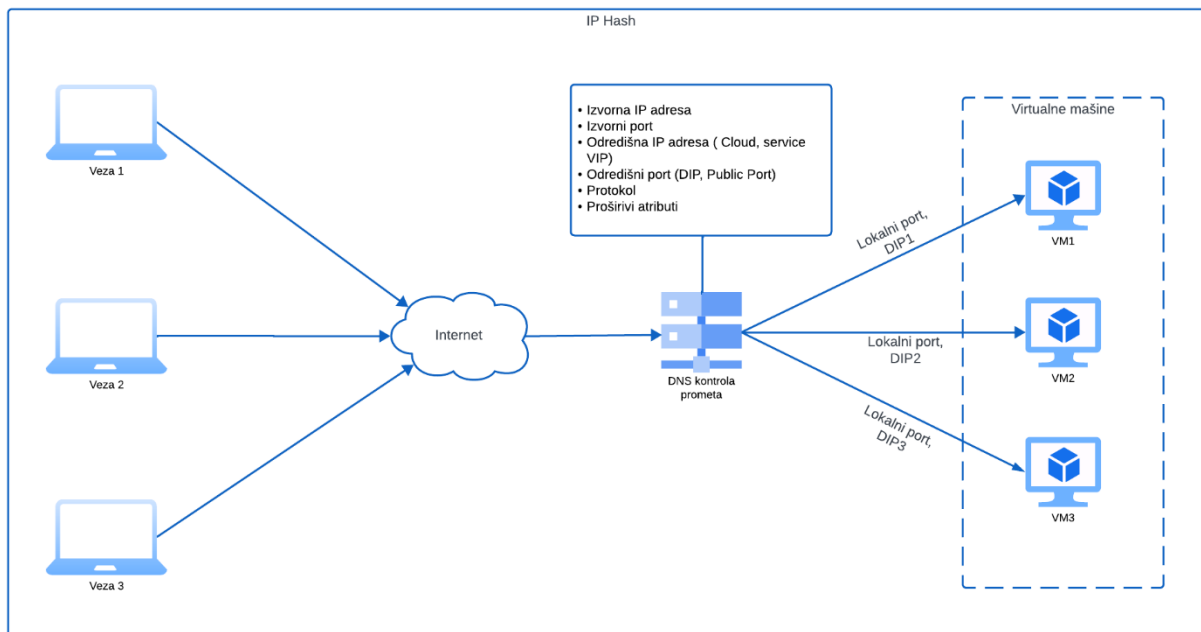 IP Hash
• Izvorna IP adresa
• Izvorni port
• Odredišna IP adresa ( Cloud, service
VIP)
• Odredišni port (DIP, Public Port)
• Protokol
• Proširivi atributi
Virtualne mašine
Veza 1
Lokalni port,
DIP1
VM1
Internet
Veza 2
DNS kontrola
prometa
Lokalni port,
DIP2
VM2
Lokalni port,
DIP3
VM3
Veza 3